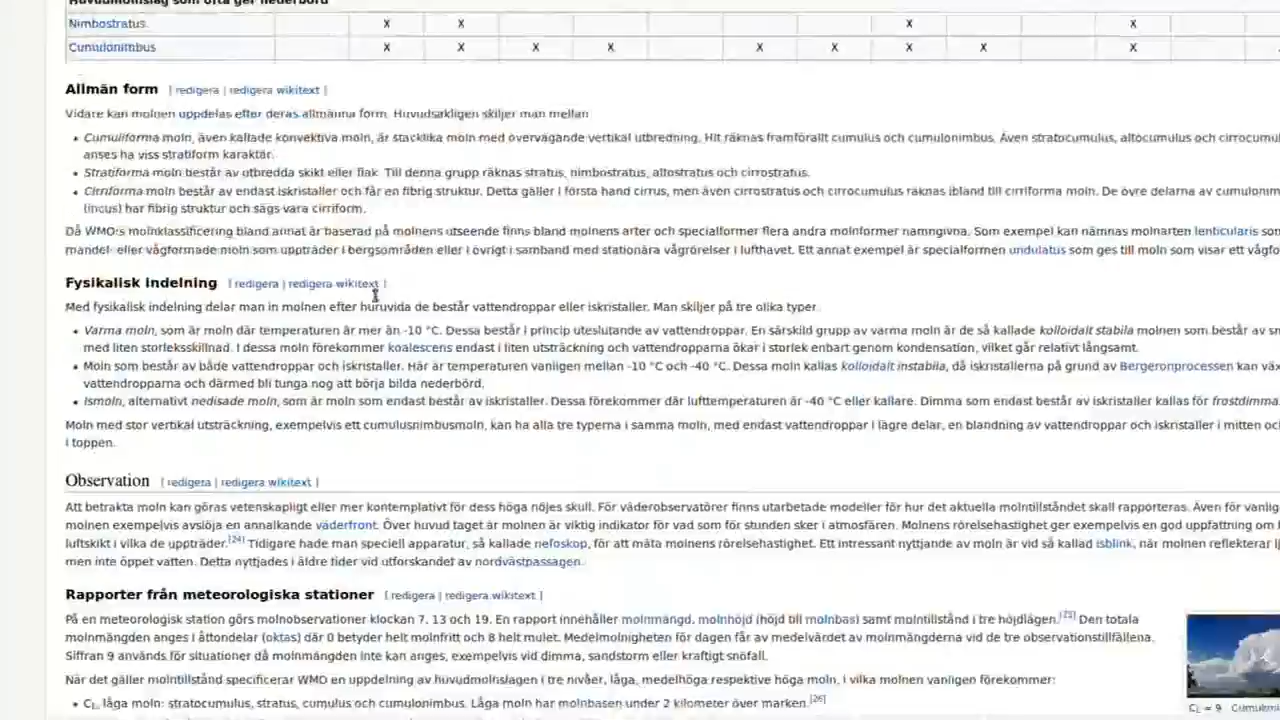 Huvudmolnslag som ofta ger nederbörd
Nimbostratus X X X X
Cumulonimbus X X X X X X X X X
Allmän form [ redigera | redigera wikitext ]
Vidare kan molnen uppdelas efter deras allmänna form. Huvudsakligen skiljer man mellan
• Cumuliforma moln, även kallade konvektiva moln, är stacklika moln med övervägande vertikal utbredning. Hit räknas framförallt cumulus och cumulonimbus. Även stratocumulus, altocumulus och cirrocumulus
anses ha viss stratiform karaktär.
• Stratiforma moln består av utbredda skikt eller flak. Till denna grupp räknas stratus, nimbostratus, altostratus och cirrostratus.
• Cirriforma moln består av endast iskristaller och får en fibrig struktur. Detta gäller i första hand cirrus, men även cirrostratus och cirrocumulus räknas ibland till cirriforma moln. De övre delarna av cumulonim
(incus) har fibrig struktur och sägs vara cirriform.
Då WMO:s molnklassificering bland annat är baserad på molnens utseende finns bland molnens arter och specialformer flera andra molnformer namngivna. Som exempel kan nämnas molnarten lenticularis som
mandel- eller vågformade moln som uppträder i bergsområden eller i övrigt i samband med stationära vågrörelser i lufthavet. Ett annat exempel är specialformen undulatus som ges till moln som visar ett vågfo
Fysikalisk indelning [ redigera | redigera wikitext ]
Med fysikalisk indelning delar man in molnen efter huruvida de består vattendroppar eller iskristaller. Man skiljer på tre olika typer.
• Varma moln, som är moln där temperaturen är mer än -10 °C. Dessa består i princip uteslutande av vattendroppar. En särskild grupp av varma moln är de så kallade kolloidalt stabila molnen som består av sm
med liten storleksskillnad. I dessa moln förekommer koalescens endast i liten utsträckning och vattendropparna ökar i storlek enbart genom kondensation, vilket går relativt långsamt.
• Moln som består av både vattendroppar och iskristaller. Här är temperaturen vanligen mellan -10 °C och -40 °C. Dessa moln kallas kolloidalt instabila, då iskristallerna på grund av Bergeronprocessen kan väx
vattendropparna och därmed bli tunga nog att börja bilda nederbörd.
• Ismoln, alternativt nedisade moln, som är moln som endast består av iskristaller. Dessa förekommer där lufttemperaturen är -40 °C eller kallare. Dimma som endast består av iskristaller kallas för frostdimma.
Moln med stor vertikal utsträckning, exempelvis ett cumulusnimbusmoln, kan ha alla tre typerna i samma moln, med endast vattendroppar i lägre delar, en blandning av vattendroppar och iskristaller i mitten oc
i toppen.
Observation [ redigera | redigera wikitext ]
Att betrakta moln kan göras vetenskapligt eller mer kontemplativt för dess höga nöjes skull. För väderobservatörer finns utarbetade modeller för hur det aktuella molntillståndet skall rapporteras. Även för vanlig
molnen exempelvis avslöja en annalkande väderfront. Över huvud taget är molnen är viktig indikator för vad som för stunden sker i atmosfären. Molnens rörelsehastighet ger exempelvis en god uppfattning om
luftskikt i vilka de uppträder.[24] Tidigare hade man speciell apparatur, så kallade nefoskop, för att mäta molnens rörelsehastighet. Ett intressant nyttjande av moln är vid så kallad isblink, när molnen reflekterar
men inte öppet vatten. Detta nyttjades i äldre tider vid utforskandet av nordvästpassagen.
Rapporter från meteorologiska stationer [ redigera | redigera wikitext ]
På en meteorologisk station görs molnobservationer klockan 7, 13 och 19. En rapport innehåller molnmängd, molnhöjd (höjd till molnbas) samt molntillstånd i tre höjdlägen.[25] Den totala
molnmängden anges i åttondelar (oktas) där 0 betyder helt molnfritt och 8 helt mulet. Medelmolnigheten för dagen får av medelvärdet av molnmängderna vid de tre observationstillfällena.
Siffran 9 används för situationer då molnmängden inte kan anges, exempelvis vid dimma, sandstorm eller kraftigt snöfall.
När det gäller molntillstånd specificerar WMO en uppdelning av huvudmolnslagen i tre nivåer, låga, medelhöga respektive höga moln, i vilka molnen vanligen förekommer:
• CL, låga moln: stratocumulus, stratus, cumulus och cumulonimbus. Låga moln har molnbasen under 2 kilometer över marken.[26]
CL = 9 Cumulonim